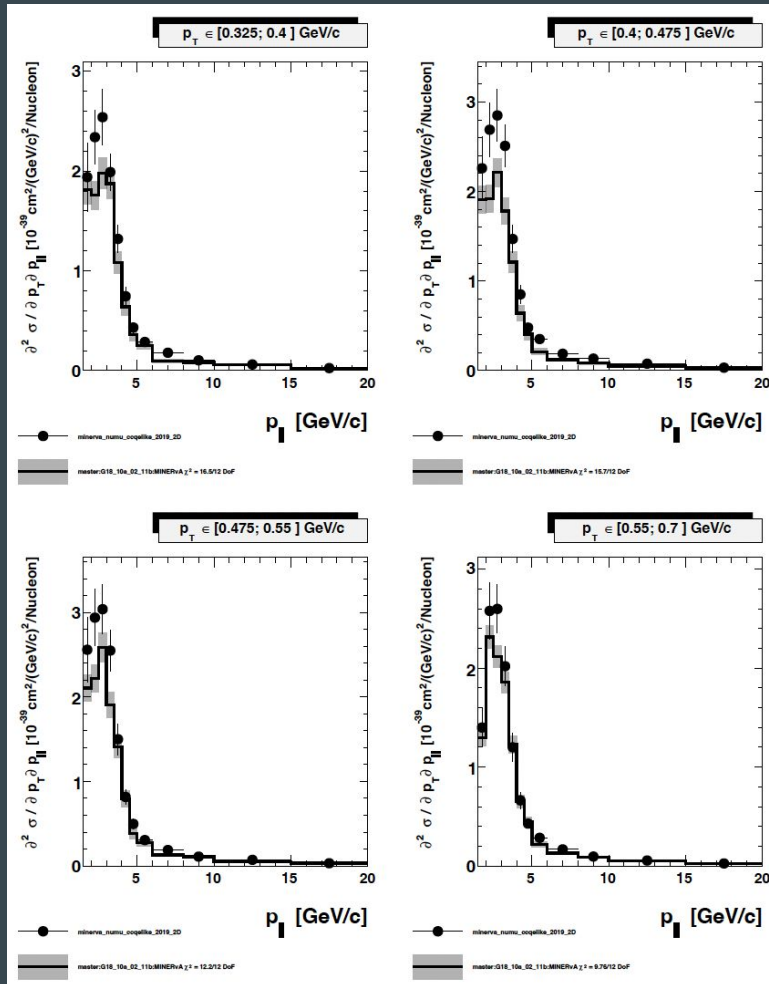 p_T ∈ [0.325; 0.4 ] GeV/c
∂² σ / ∂ p_T ∂ p_|| [10⁻³⁹ cm²/(GeV/c)²/Nucleon]
3
2
1
0
5 10 15 20
p_|| [GeV/c]
minerva_numu_ccqelike_2019_2D
master:G18_10a_02_11b:MINERvA χ² = 16.5/12 DoF
p_T ∈ [0.4; 0.475] GeV/c
∂² σ / ∂ p_T ∂ p_|| [10⁻³⁹ cm²/(GeV/c)²/Nucleon]
3
2
1
0
5 10 15 20
p_|| [GeV/c]
minerva_numu_ccqelike_2019_2D
master:G18_10a_02_11b:MINERvA χ² = 15.7/12 DoF
p_T ∈ [0.475; 0.55] GeV/c
∂² σ / ∂ p_T ∂ p_|| [10⁻³⁹ cm²/(GeV/c)²/Nucleon]
3
2
1
0
5 10 15 20
p_|| [GeV/c]
minerva_numu_ccqelike_2019_2D
master:G18_10a_02_11b:MINERvA χ² = 12.2/12 DoF
p_T ∈ [0.55; 0.7] GeV/c
∂² σ / ∂ p_T ∂ p_|| [10⁻³⁹ cm²/(GeV/c)²/Nucleon]
3
2
1
0
5 10 15 20
p_|| [GeV/c]
minerva_numu_ccqelike_2019_2D
master:G18_10a_02_11b:MINERvA χ² = 9.76/12 DoF